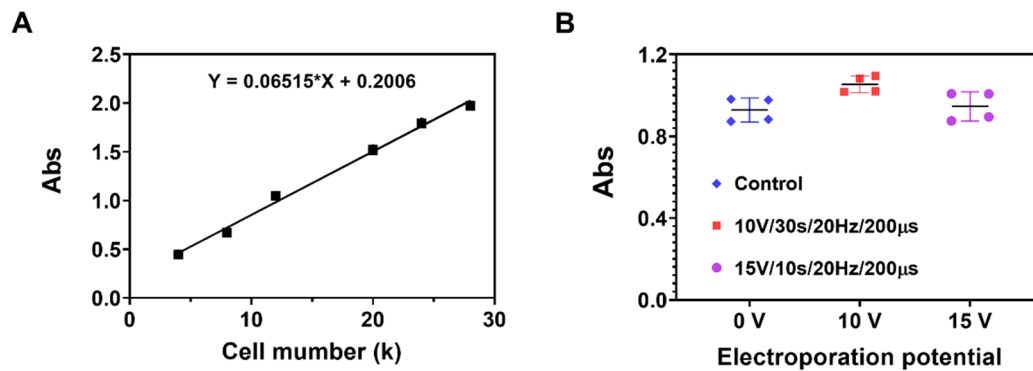 A
Y = 0.06515*X + 0.2006
2.5
2.0
1.5
1.0
0.5
0.0
Abs
0 10 20 30
Cell mumber (k)
B
1.2
0.8
0.4
0.0
Abs
Control
10V/30s/20Hz/200μs
15V/10s/20Hz/200μs
0 V 10 V 15 V
Electroporation potential